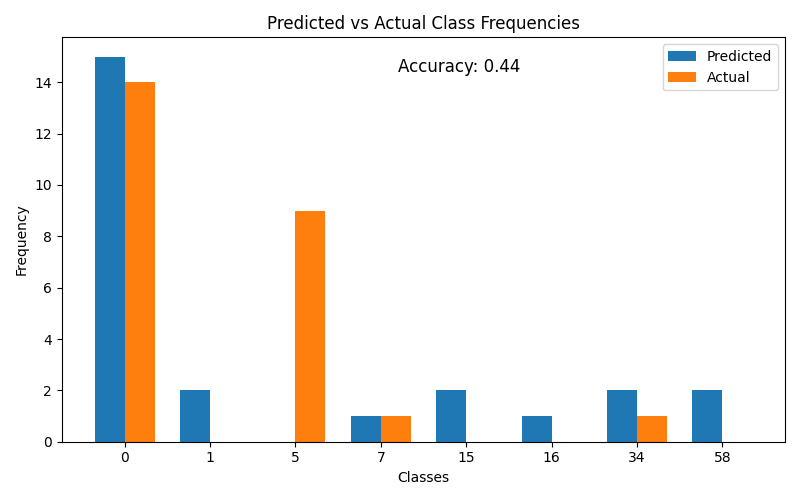 Predicted vs Actual Class Frequencies
Accuracy: 0.44
Predicted
Actual
Frequency
14
12
10
8
6
4
2
0
0 1 5 7 15 16 34 58
Classes